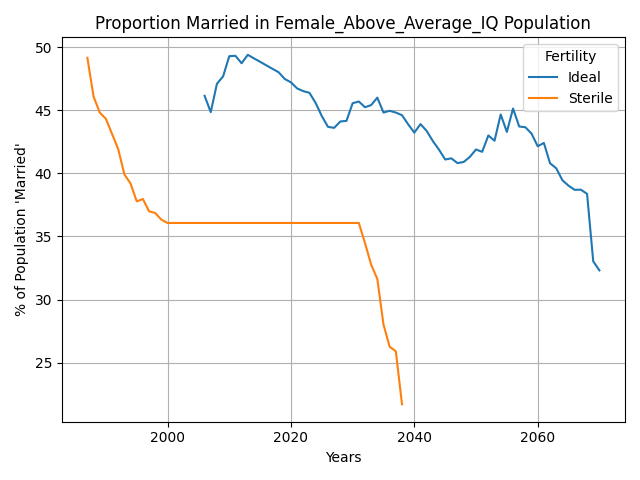 Proportion Married in Female_Above_Average_IQ Population
Fertility
Ideal
Sterile
% of Population 'Married'
50
45
40
35
30
25
2000
2020
2040
2060
Years